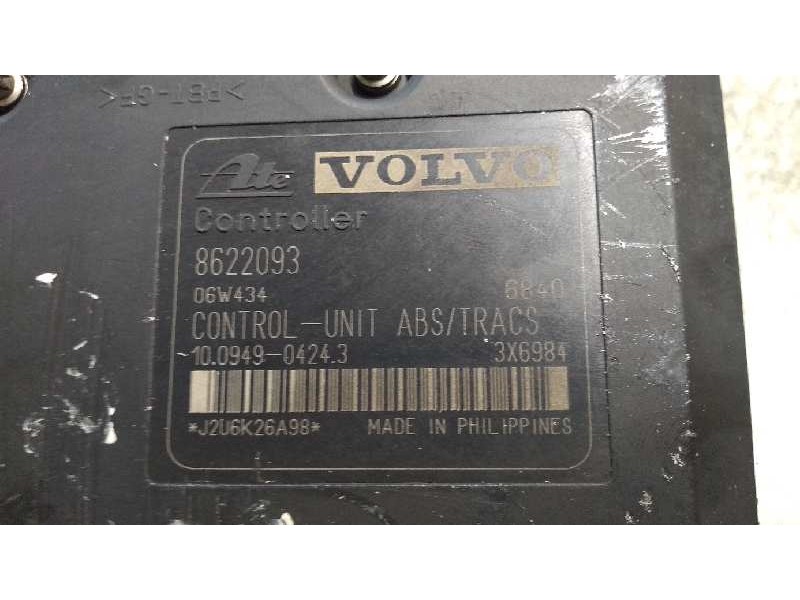 >PBT-GF<
Ate VOLVO
Controller
8622093
06W434 6840
CONTROL-UNIT ABS/TRACS
10.0949-0424.3 3X6984
*J2U6K26A98* MADE IN PHILIPPINES